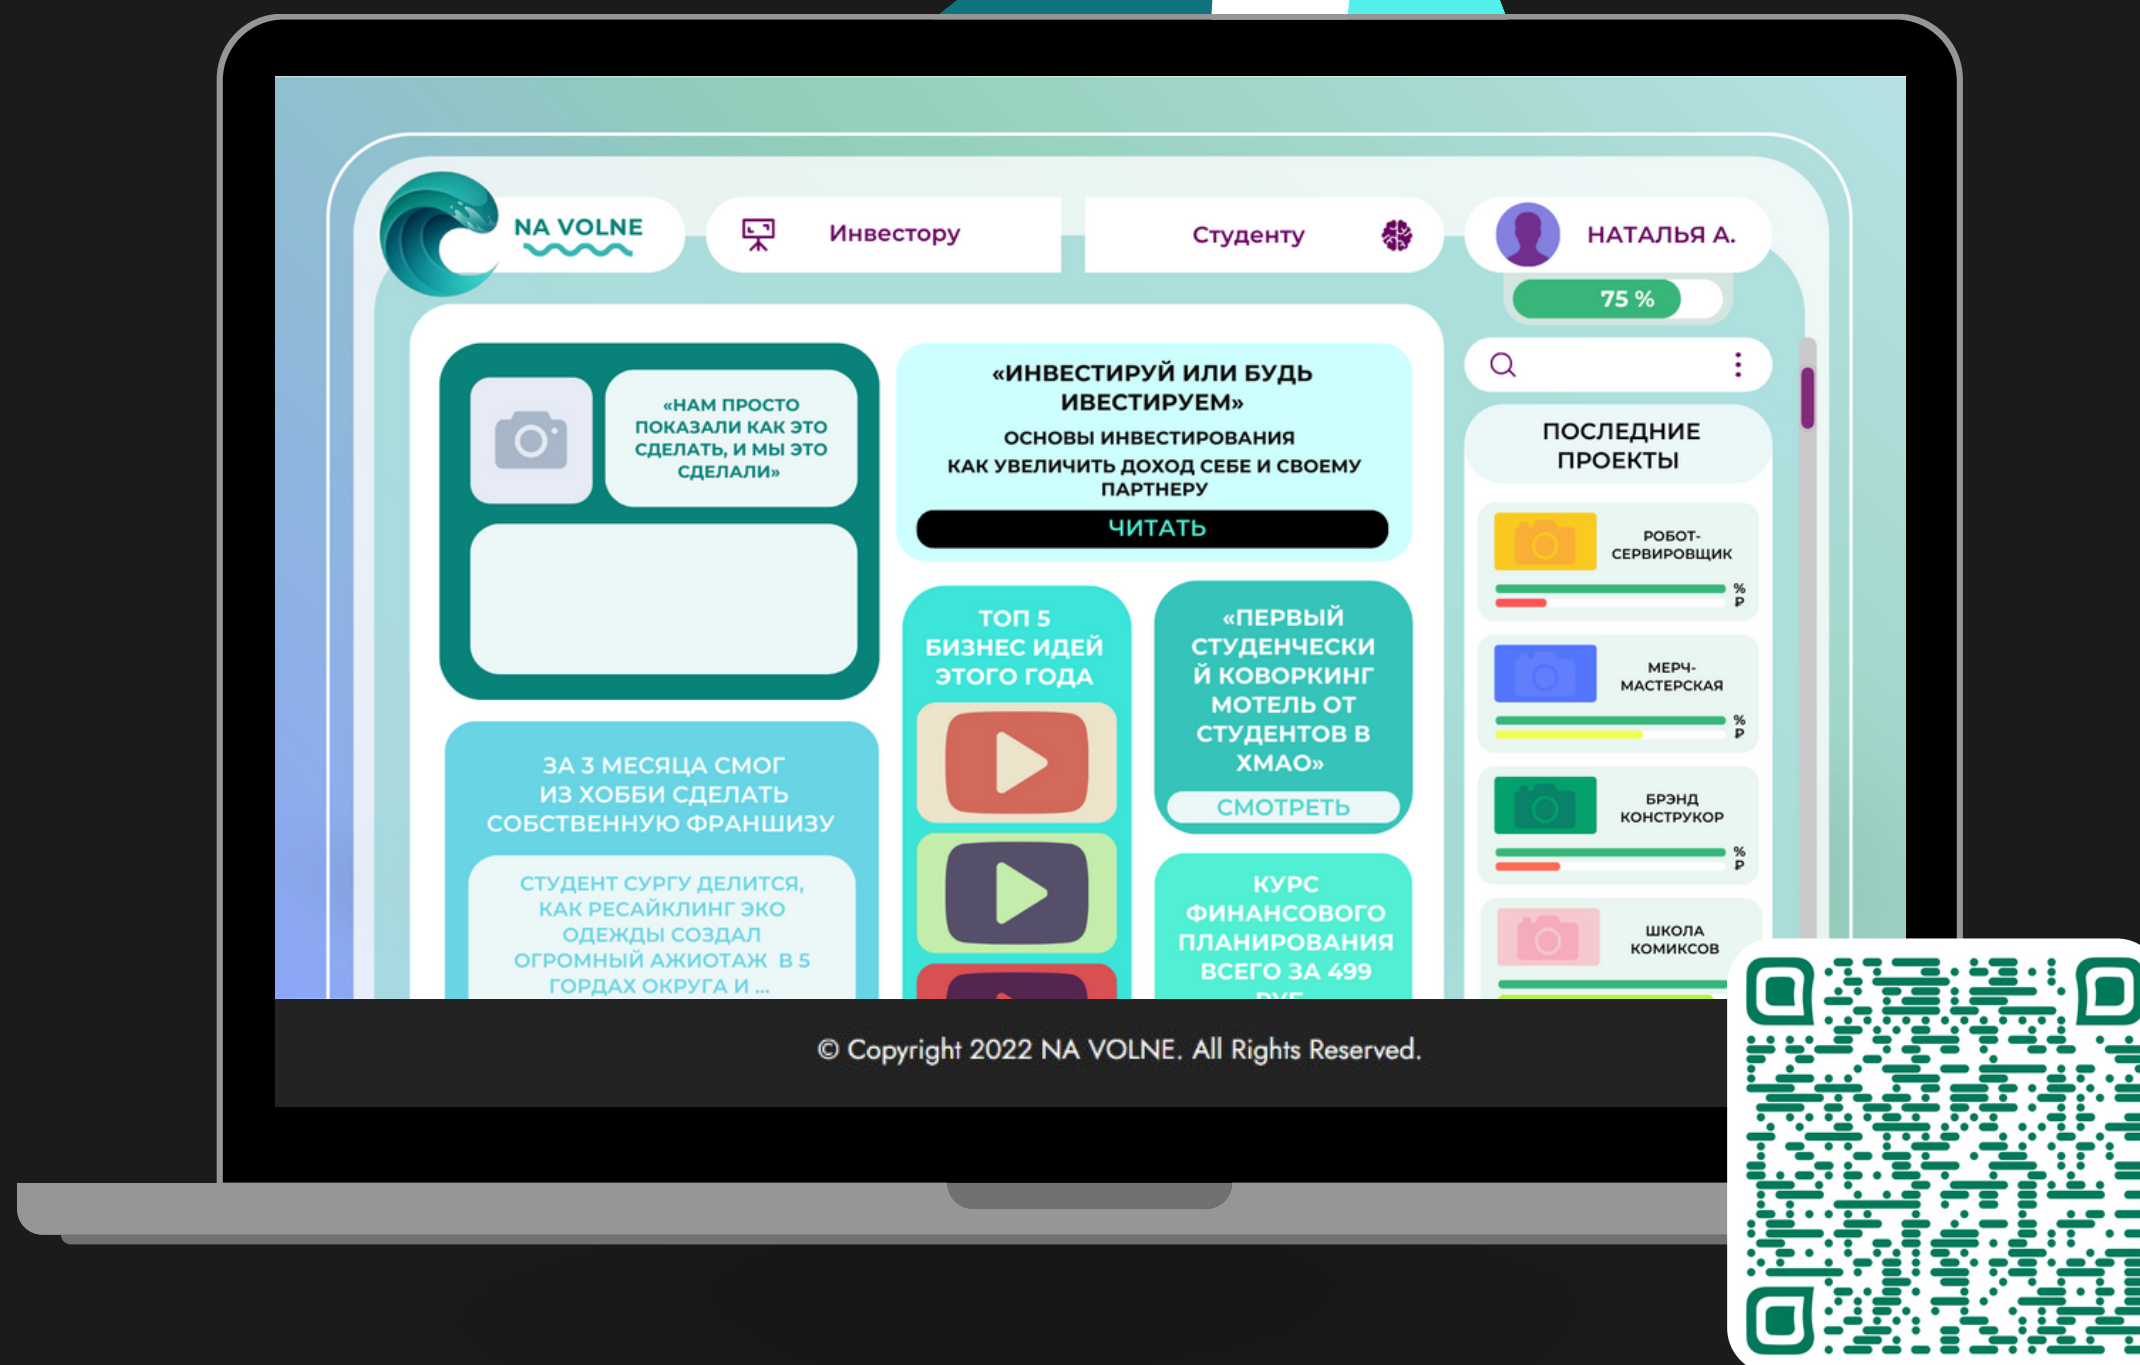 NA VOLNE
Инвестору
Студенту
НАТАЛЬЯ А.
75 %
«НАМ ПРОСТО
ПОКАЗАЛИ КАК ЭТО
СДЕЛАТЬ, И МЫ ЭТО
СДЕЛАЛИ»
«ИНВЕСТИРУЙ ИЛИ БУДЬ
ИВЕСТИРУЕМ»
ОСНОВЫ ИНВЕСТИРОВАНИЯ
КАК УВЕЛИЧИТЬ ДОХОД СЕБЕ И СВОЕМУ
ПАРТНЕРУ
ЧИТАТЬ
ЗА 3 МЕСЯЦА СМОГ
ИЗ ХОББИ СДЕЛАТЬ
СОБСТВЕННУЮ ФРАНШИЗУ
СТУДЕНТ СУРГУ ДЕЛИТСЯ,
КАК РЕСАЙКЛИНГ ЭКО
ОДЕЖДЫ СОЗДАЛ
ОГРОМНЫЙ АЖИОТАЖ В 5
ГОРДАХ ОКРУГА И ...
ТОП 5
БИЗНЕС ИДЕЙ
ЭТОГО ГОДА
«ПЕРВЫЙ
СТУДЕНЧЕСКИ
Й КОВОРКИНГ
МОТЕЛЬ ОТ
СТУДЕНТОВ В
ХМАО»
СМОТРЕТЬ
КУРС
ФИНАНСОВОГО
ПЛАНИРОВАНИЯ
ВСЕГО ЗА 499
ПОСЛЕДНИЕ
ПРОЕКТЫ
РОБОТ-
СЕРВИРОВЩИК
%
₽
МЕРЧ-
МАСТЕРСКАЯ
%
₽
БРЭНД
КОНСТРУКОР
%
₽
ШКОЛА
КОМИКСОВ
© Copyright 2022 NA VOLNE. All Rights Reserved.